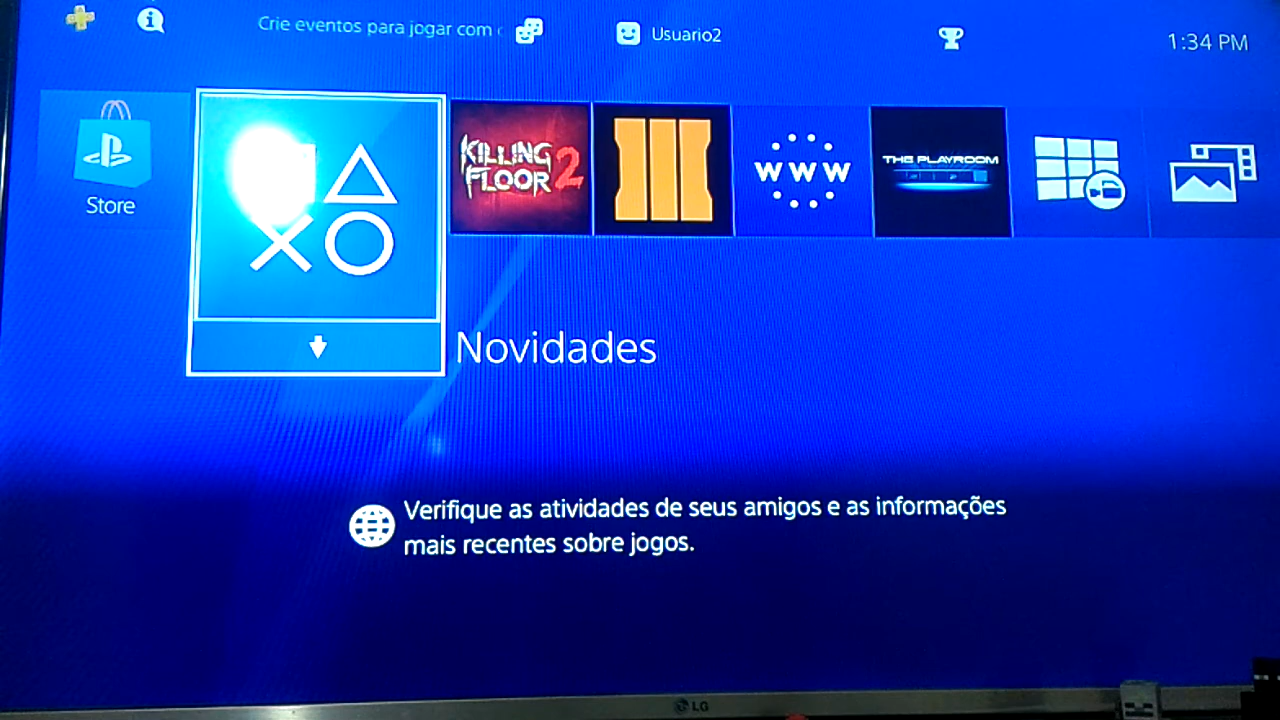 Crie eventos para jogar com
Usuario2
1:34 PM
Store
KILLING
FLOOR 2
III
WWW
THE PLAYROOM
Novidades
Verifique as atividades de seus amigos e as informações
mais recentes sobre jogos.
LG